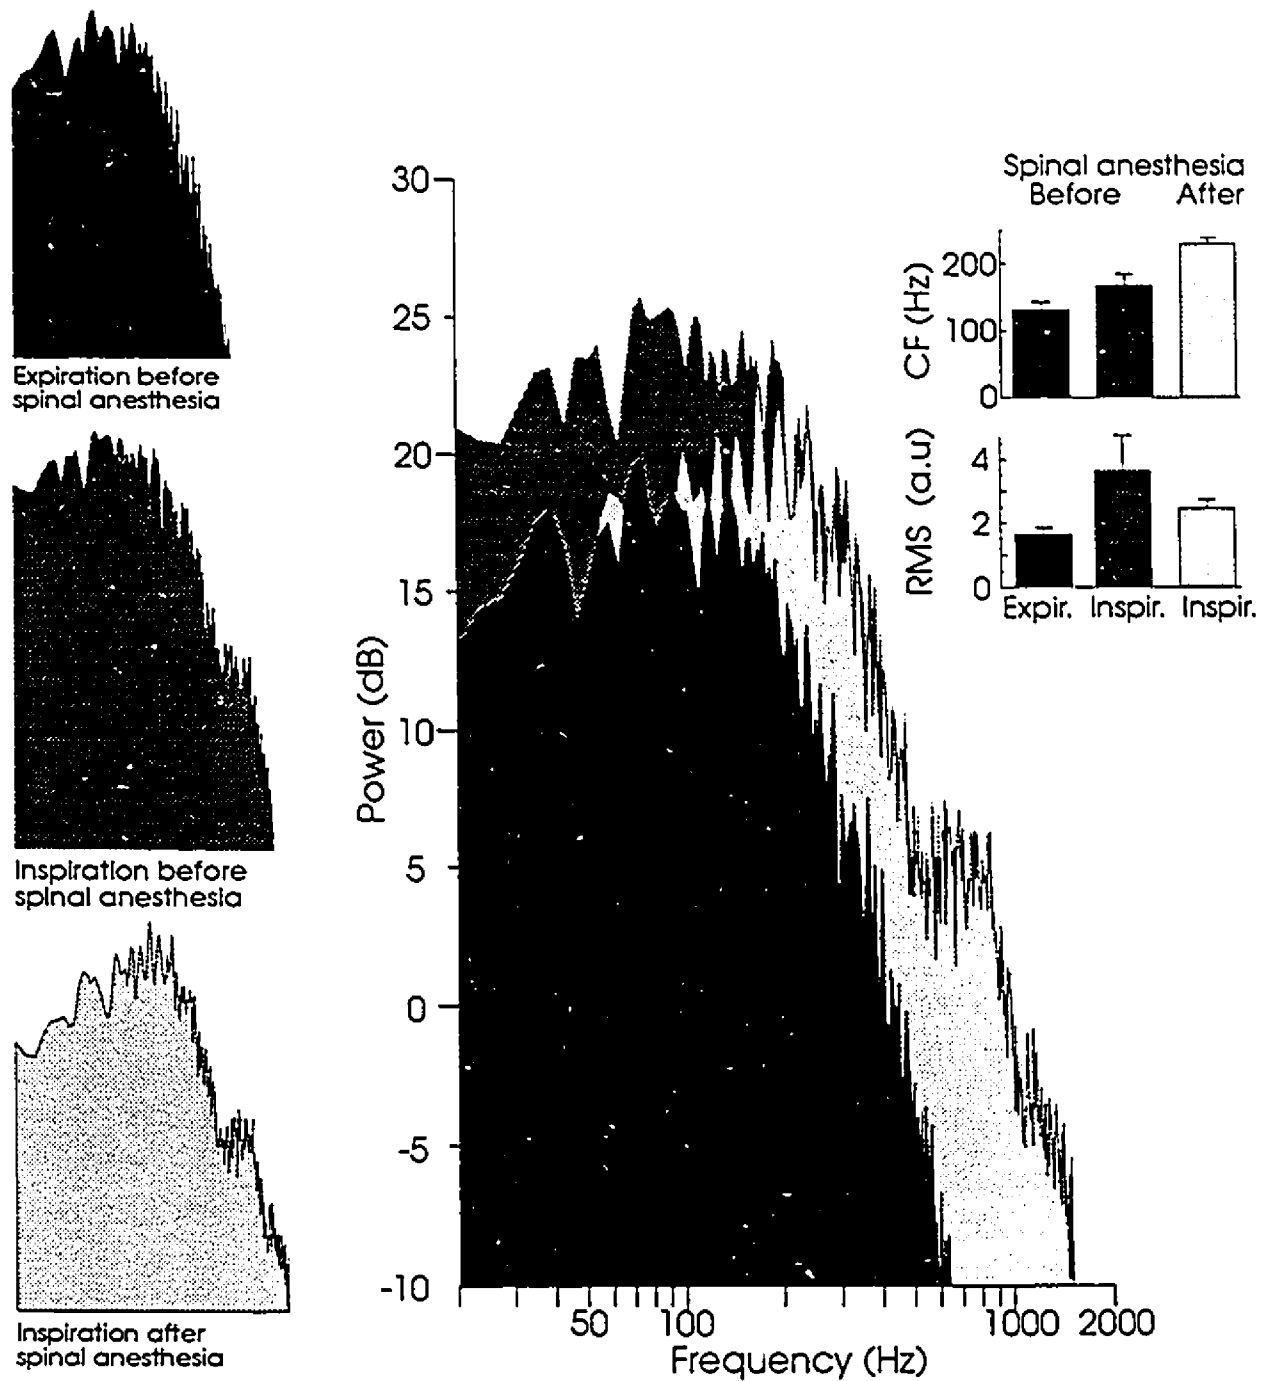 Expiration before
spinal anesthesia
Inspiration before
spinal anesthesia
Inspiration after
spinal anesthesia
30
25
20
15
10
5
0
-5
-10
Power (dB)
50 100 1000 2000
Frequency (Hz)
Spinal anesthesia
Before After
200
100
0
CF (Hz)
4
2
0
RMS (a.u)
Expir. Inspir. Inspir.